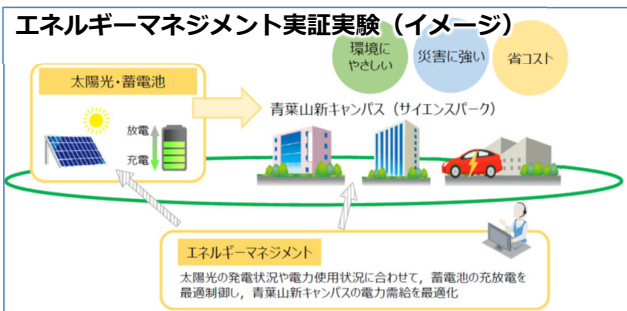 エネルギーマネジメント実証実験（イメージ）
環境に
やさしい
災害に強い
省コスト
太陽光・蓄電池
放電
充電
青葉山新キャンパス（サイエンスパーク）
エネルギーマネジメント
太陽光の発電状況や電力使用状況に合わせて，蓄電池の充放電を
最適制御し，青葉山新キャンパスの電力需給を最適化